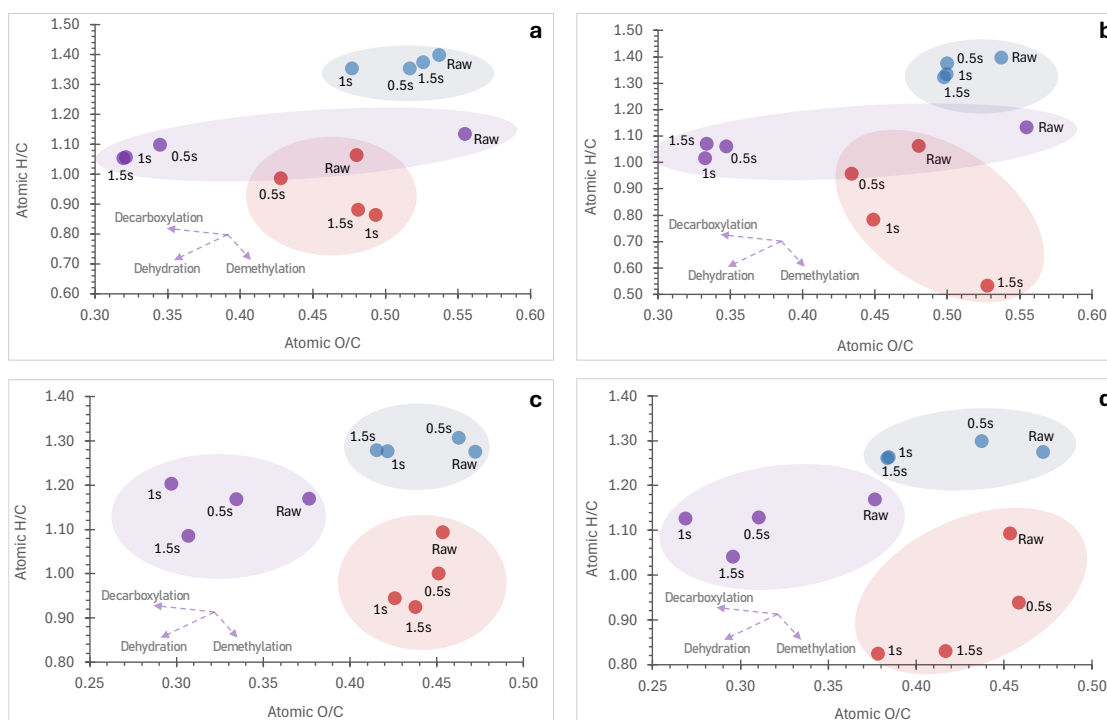 a
1.50
1.40
1.30
1.20
1.10
1.00
0.90
0.80
0.70
0.60
Atomic H/C
Raw
1s
0.5s
1.5s
Raw
1s
0.5s
1.5s
Raw
0.5s
1.5s
1s
Decarboxylation
Dehydration
Demethylation
0.30
0.35
0.40
0.45
0.50
0.55
0.60
Atomic O/C
b
1.50
1.40
1.30
1.20
1.10
1.00
0.90
0.80
0.70
0.60
0.50
Atomic H/C
0.5s
Raw
1s
1.5s
1.5s
Raw
0.5s
1s
Raw
0.5s
1s
1.5s
Decarboxylation
Dehydration
Demethylation
0.30
0.35
0.40
0.45
0.50
0.55
0.60
Atomic O/C
c
1.40
1.30
1.20
1.10
1.00
0.90
0.80
Atomic H/C
1.5s
0.5s
1s
Raw
1s
0.5s
Raw
1.5s
Raw
0.5s
1s
1.5s
Decarboxylation
Dehydration
Demethylation
0.25
0.30
0.35
0.40
0.45
0.50
Atomic O/C
d
1.40
1.30
1.20
1.10
1.00
0.90
0.80
Atomic H/C
0.5s
1s
Raw
1.5s
Raw
1s
0.5s
1.5s
Raw
0.5s
1s
1.5s
Decarboxylation
Dehydration
Demethylation
0.25
0.30
0.35
0.40
0.45
0.50
Atomic O/C